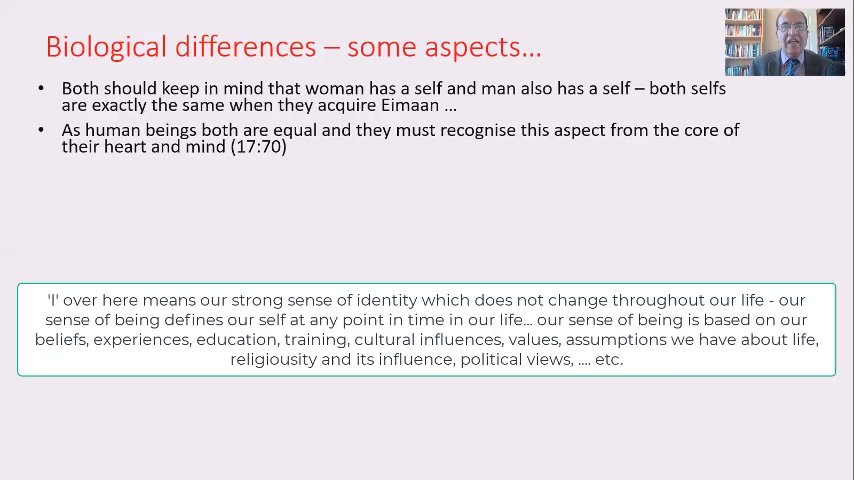 Biological differences – some aspects...
• Both should keep in mind that woman has a self and man also has a self – both selfs
are exactly the same when they acquire Eimaan ...
• As human beings both are equal and they must recognise this aspect from the core of
their heart and mind (17:70)
'I' over here means our strong sense of identity which does not change throughout our life - our
sense of being defines our self at any point in time in our life... our sense of being is based on our
beliefs, experiences, education, training, cultural influences, values, assumptions we have about life,
religiousity and its influence, political views, .... etc.